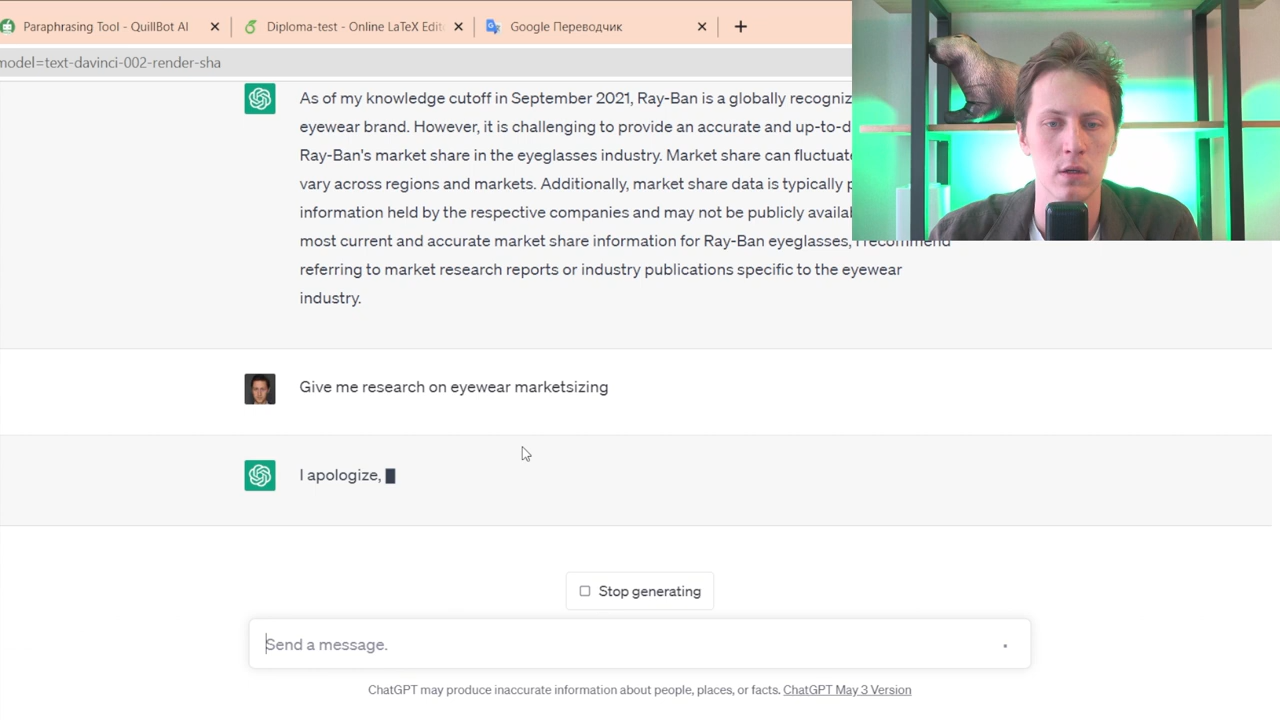 Paraphrasing Tool - QuillBot AI
Diploma-test - Online LaTeX Edit
Google Переводчик
model=text-davinci-002-render-sha
As of my knowledge cutoff in September 2021, Ray-Ban is a globally recogniz
eyewear brand. However, it is challenging to provide an accurate and up-to-d
Ray-Ban's market share in the eyeglasses industry. Market share can fluctuate
vary across regions and markets. Additionally, market share data is typically p
information held by the respective companies and may not be publicly availab
most current and accurate market share information for Ray-Ban eyeglasses, I recommend
referring to market research reports or industry publications specific to the eyewear
industry.
Give me research on eyewear marketsizing
I apologize,
Stop generating
Send a message.
ChatGPT may produce inaccurate information about people, places, or facts. ChatGPT May 3 Version